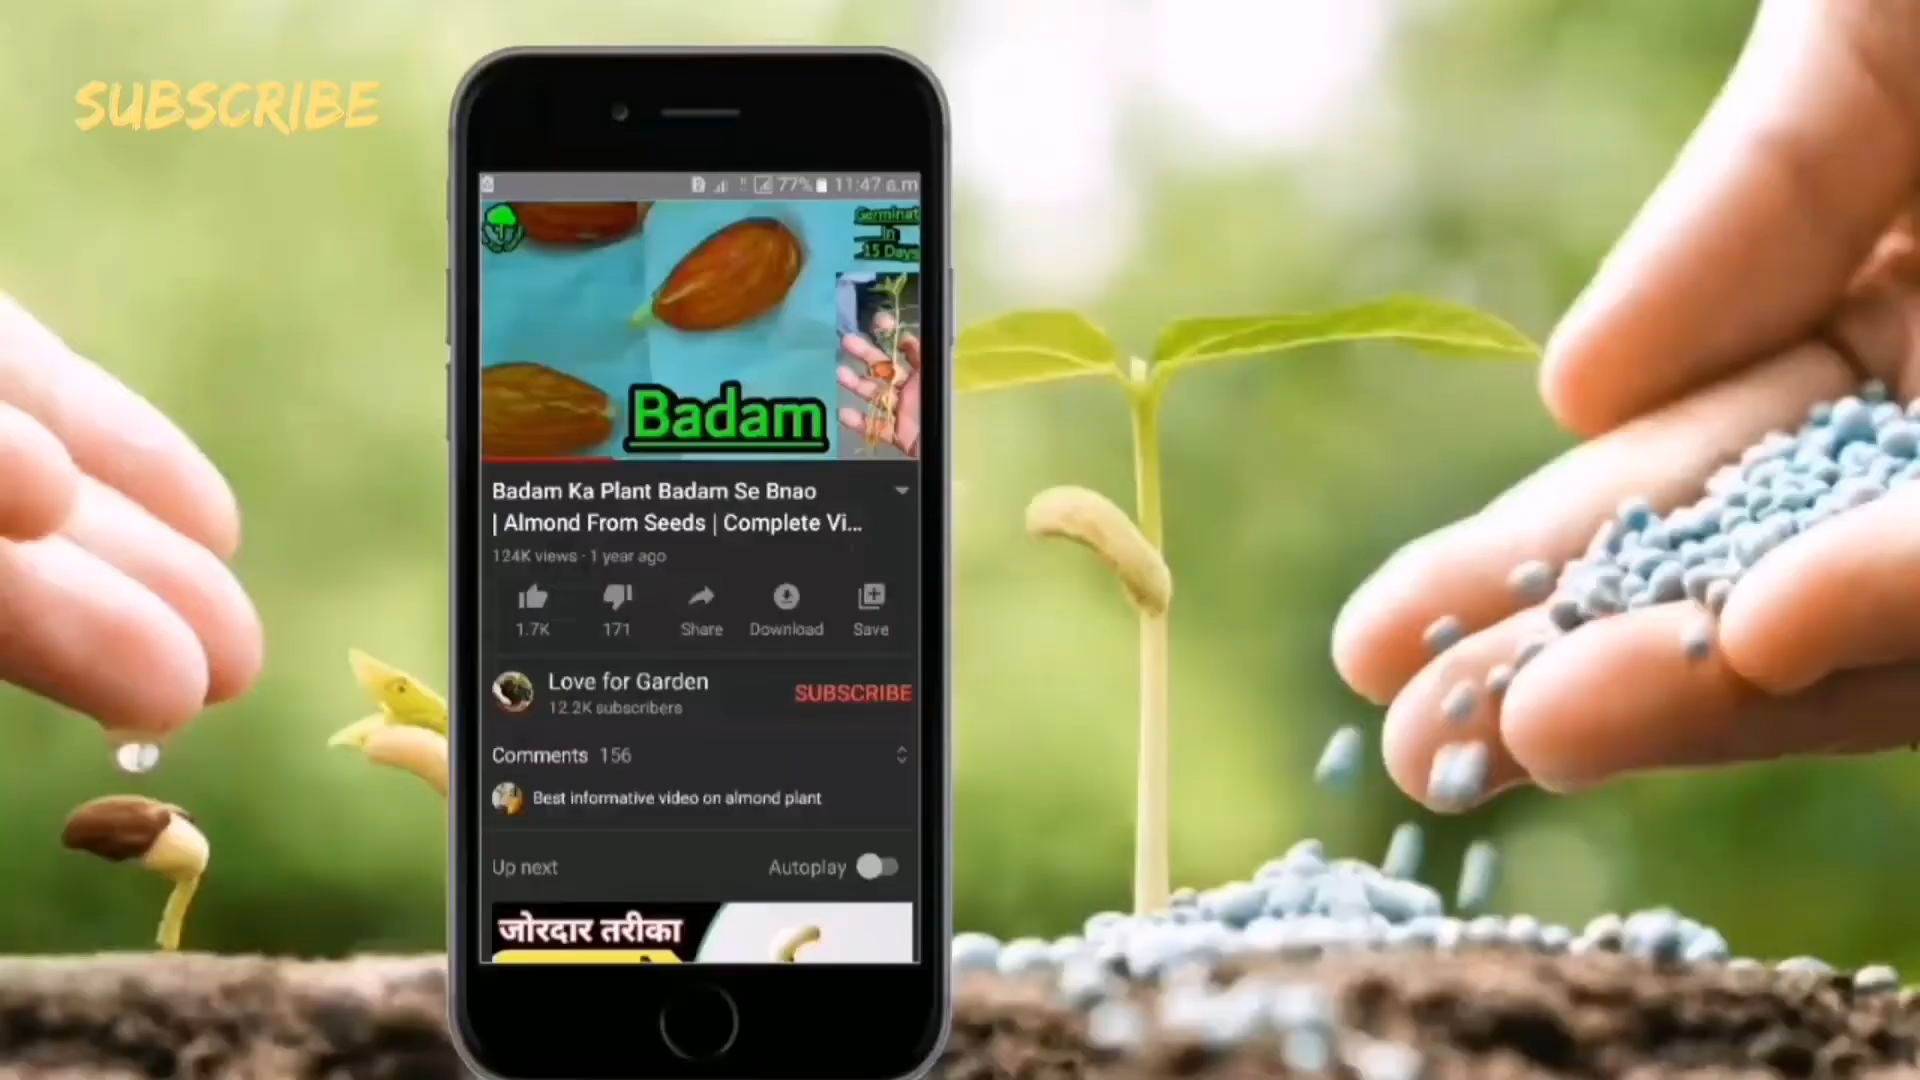 SUBSCRIBE
77% 11:47 a.m
Germinat
In
15 Days
Badam
Badam Ka Plant Badam Se Bnao
| Almond From Seeds | Complete Vi...
124K views · 1 year ago
1.7K 171 Share Download Save
Love for Garden
12.2K subscribers
SUBSCRIBE
Comments 156
Best informative video on almond plant
Up next
Autoplay
जोरदार तरीका